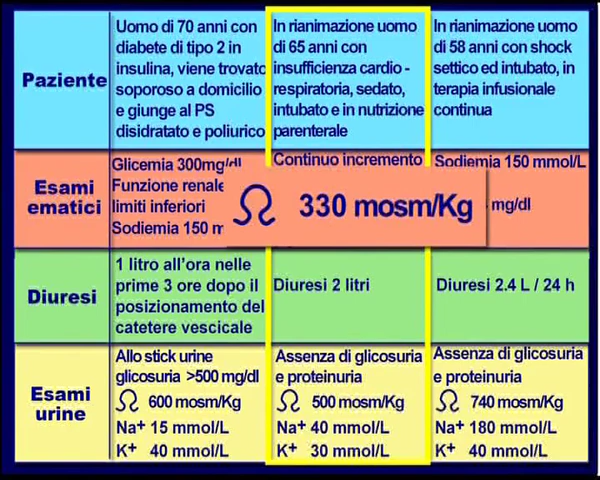 Paziente
Uomo di 70 anni con
diabete di tipo 2 in
insulina, viene trovato
soporoso a domicilio
e giunge al PS
disidratato e poliurico
In rianimazione uomo
di 65 anni con
insufficienza cardio -
respiratoria, sedato,
intubato e in nutrizione
parenterale
In rianimazione uomo
di 58 anni con shock
settico ed intubato, in
terapia infusionale
continua
Esami
ematici
Glicemia 300mg/dl
Funzione renale
limiti inferiori
Sodiemia 150
Continuo incremento
Sodiemia 150 mmol/L
mg/dl
Ω 330 mosm/Kg
Diuresi
1 litro all'ora nelle
prime 3 ore dopo il
posizionamento del
catetere vescicale
Diuresi 2 litri
Diuresi 2.4 L / 24 h
Esami
urine
Allo stick urine
glicosuria >500 mg/dl
Ω 600 mosm/Kg
Na+ 15 mmol/L
K+ 40 mmol/L
Assenza di glicosuria
e proteinuria
Ω 500 mosm/Kg
Na+ 40 mmol/L
K+ 30 mmol/L
Assenza di glicosuria
e proteinuria
Ω 740 mosm/Kg
Na+ 180 mmol/L
K+ 40 mmol/L